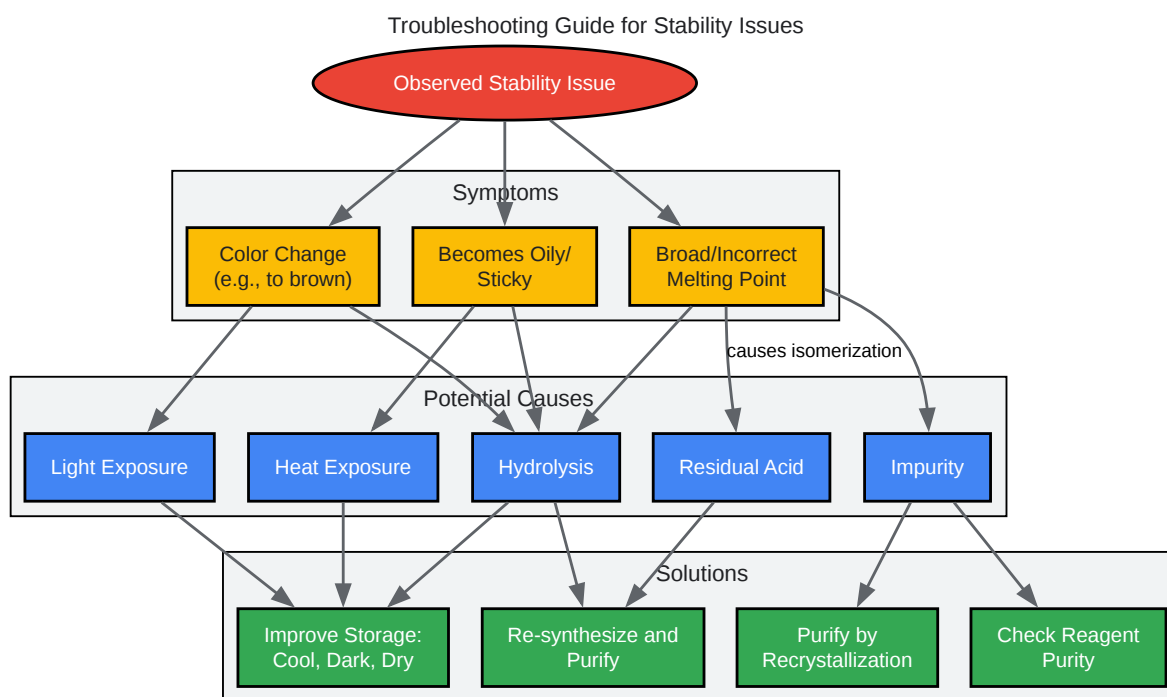 Troubleshooting Guide for Stability Issues
Observed Stability Issue
Symptoms
Color Change
(e.g., to brown)
Becomes Oily/
Sticky
Broad/Incorrect
Melting Point
causes isomerization
Potential Causes
Light Exposure
Heat Exposure
Hydrolysis
Residual Acid
Impurity
Solutions
Improve Storage:
Cool, Dark, Dry
Re-synthesize and
Purify
Purify by
Recrystallization
Check Reagent
Purity